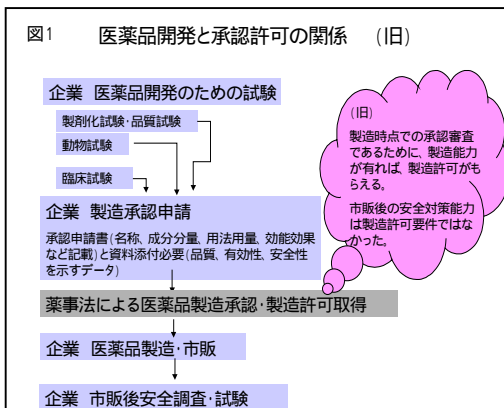 図1 医薬品開発と承認許可の関係 (旧)
企業 医薬品開発のための試験
製剤化試験・品質試験
動物試験
臨床試験
企業 製造承認申請
承認申請書(名称、成分分量、用法用量、効能効果
など記載)と資料添付必要(品質、有効性、安全性
を示すデータ)
薬事法による医薬品製造承認・製造許可取得
企業 医薬品製造・市販
企業 市販後安全調査・試験
(旧)
製造時点での承認審査
であるために、製造能力
が有れば、製造許可がも
らえる。
市販後の安全対策能力
は製造許可要件ではな
かった。